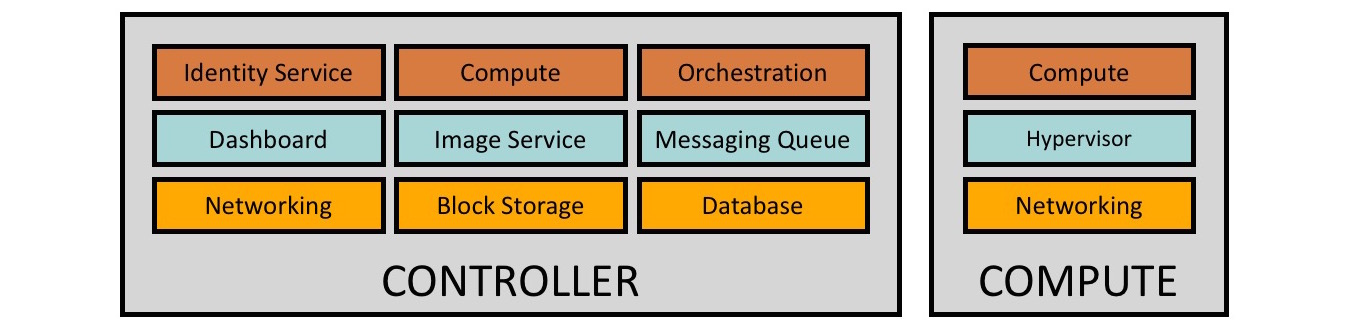 Identity Service
Compute
Orchestration
Dashboard
Image Service
Messaging Queue
Networking
Block Storage
Database
CONTROLLER
Compute
Hypervisor
Networking
COMPUTE